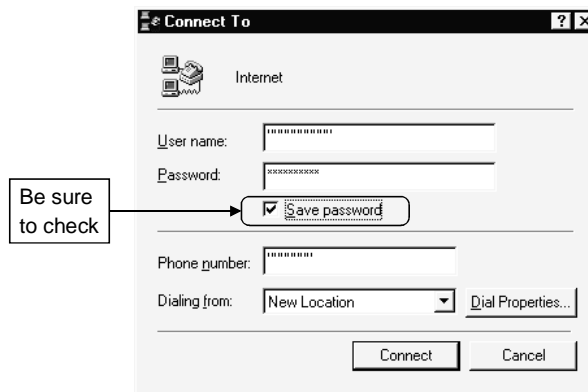 Connect To
Internet
User name:
Password:
xxxxxxxxxx
Be sure
to check
Save password
Phone number:
Dialing from:
New Location
Dial Properties...
Connect
Cancel